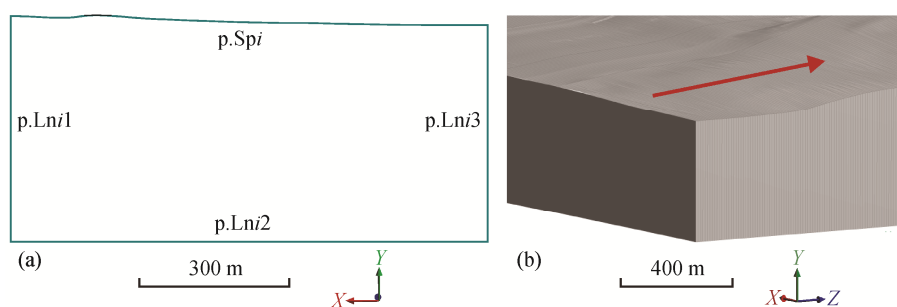 p.Spi
p.Lni1
p.Lni3
p.Lni2
(a)
300 m
Y
X
(b)
400 m
Y
X
Z